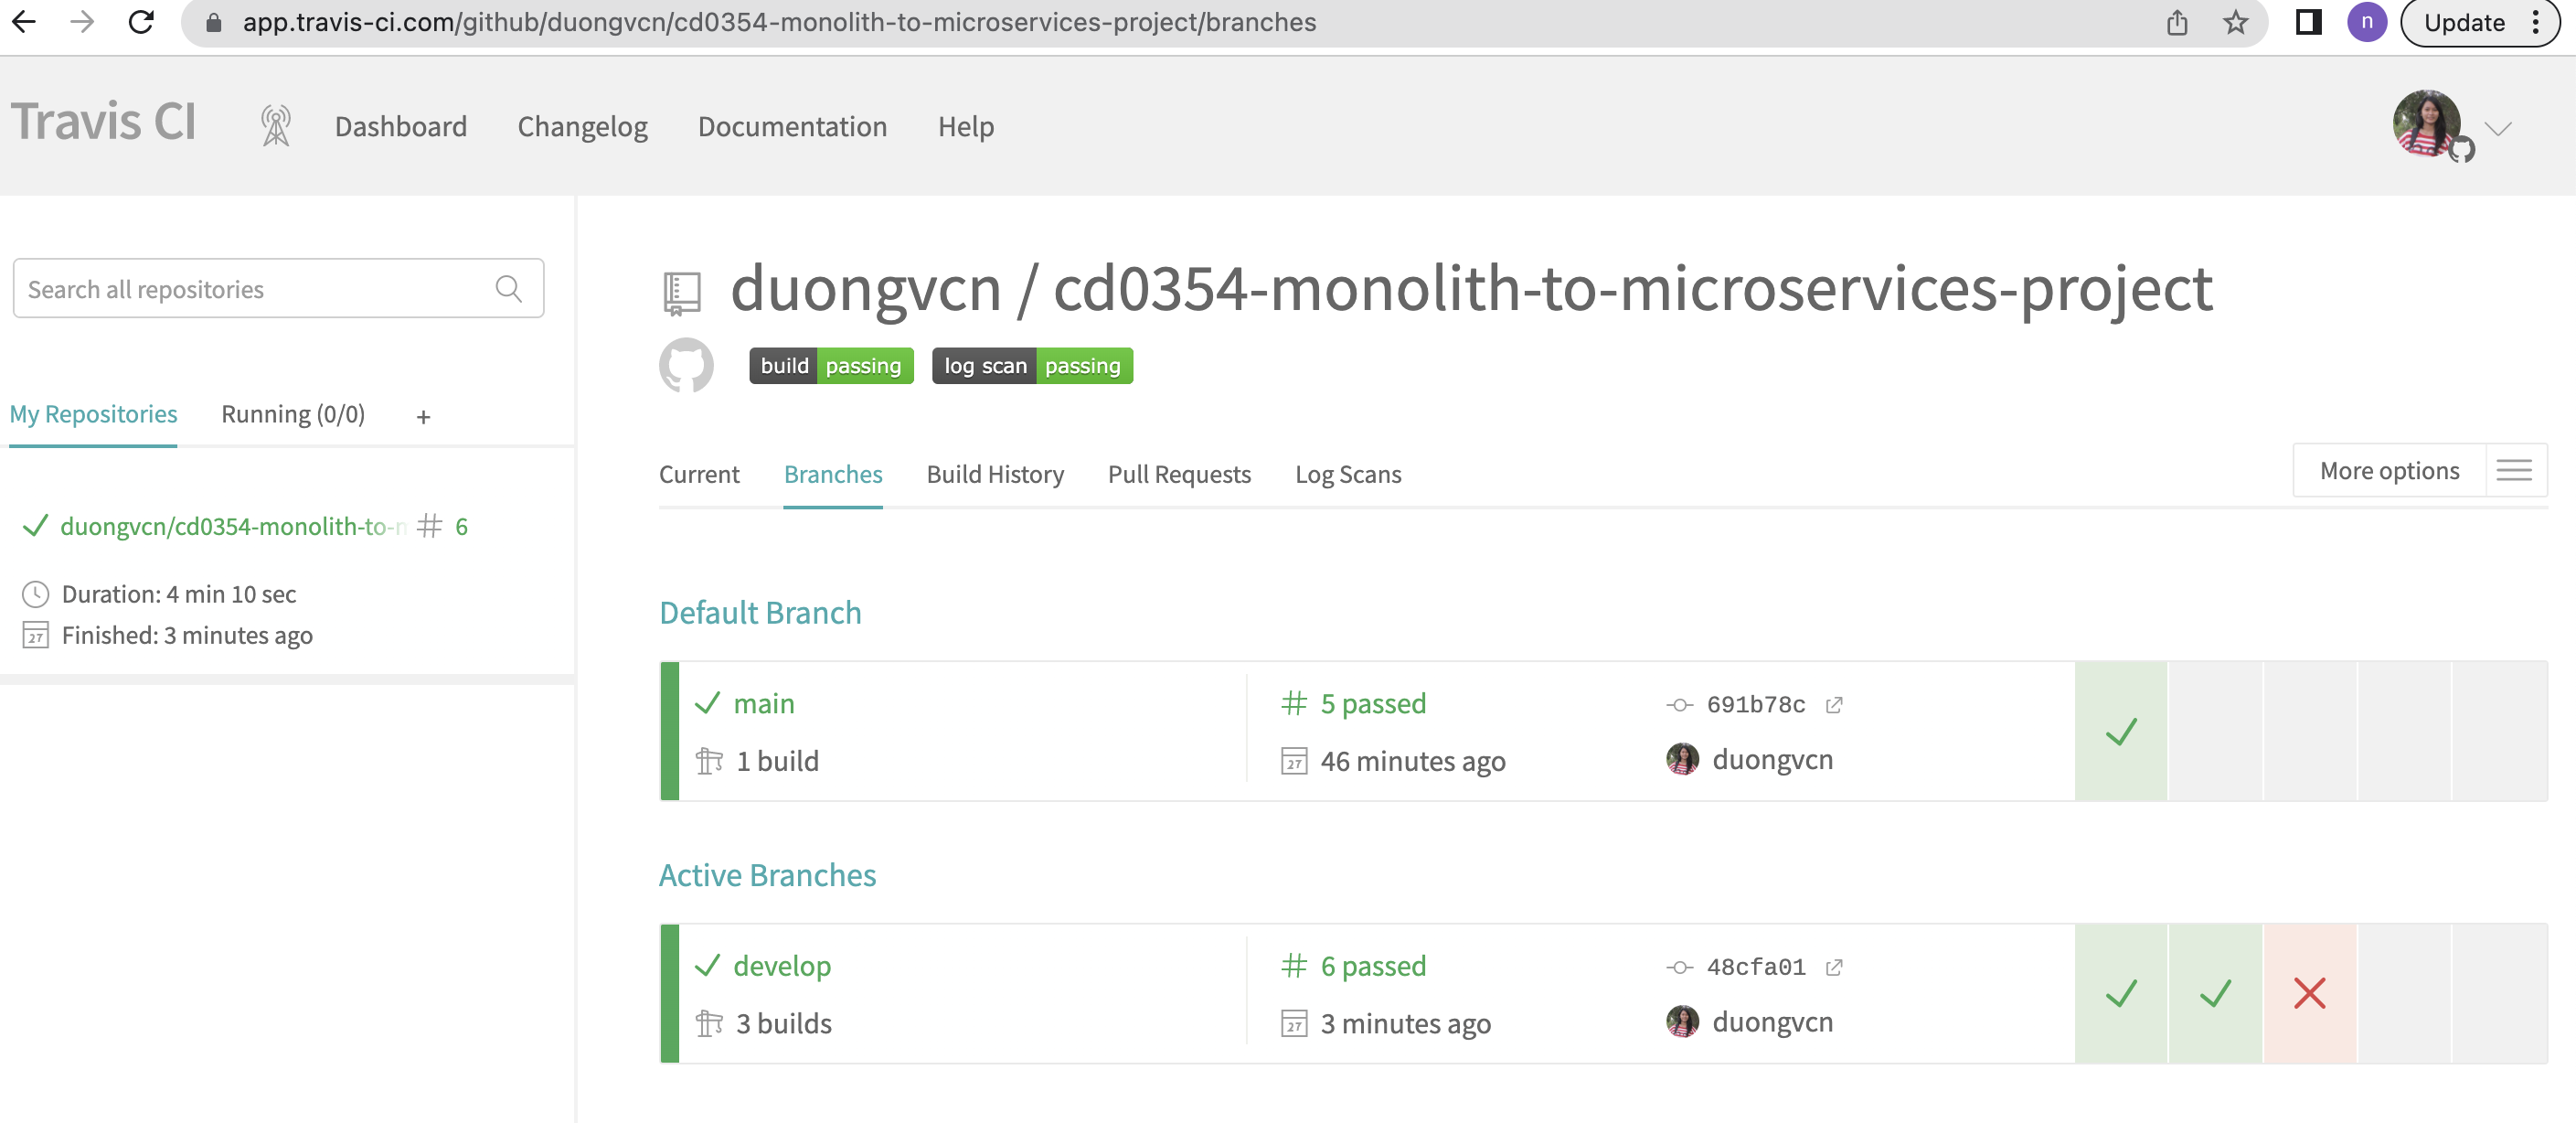 app.travis-ci.com/github/duongvcn/cd0354-monolith-to-microservices-project/branches
n
Update
Travis CI
Dashboard
Changelog
Documentation
Help
Search all repositories
My Repositories
Running (0/0)
+
duongvcn/cd0354-monolith-to-
# 6
Duration: 4 min 10 sec
27
Finished: 3 minutes ago
duongvcn / cd0354-monolith-to-microservices-project
build passing
log scan passing
Current
Branches
Build History
Pull Requests
Log Scans
More options
Default Branch
main
# 5 passed
691b78c
1 build
27
46 minutes ago
duongvcn
Active Branches
develop
# 6 passed
48cfa01
3 builds
27
3 minutes ago
duongvcn